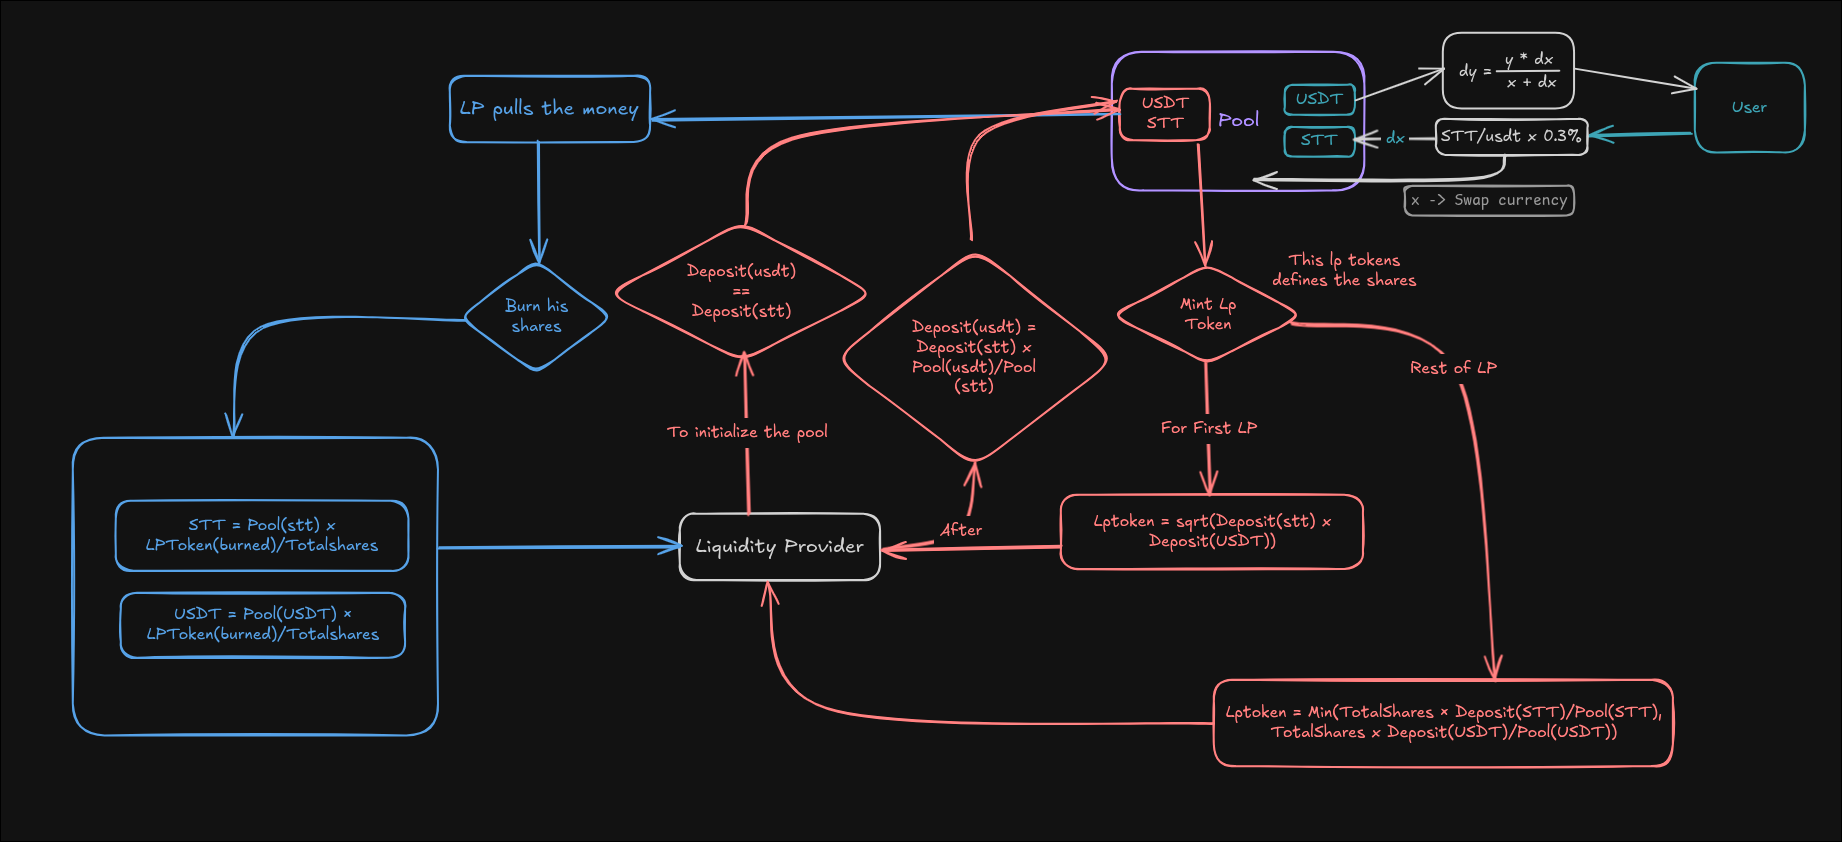 LP pulls the money
USDT
STT
Pool
USDT
STT
dy = y * dx
x + dx
User
STT/usdt x 0.3%
dx
x -> Swap currency
Burn his
shares
Deposit(usdt)
==
Deposit(stt)
Deposit(usdt) =
Deposit(stt) x
Pool(usdt)/Pool
(stt)
This lp tokens
defines the shares
Mint Lp
Token
Rest of LP
To initialize the pool
For First LP
STT = Pool(stt) x
LPToken(burned)/Totalshares
USDT = Pool(USDT) x
LPToken(burned)/Totalshares
Liquidity Provider
After
Lptoken = sqrt(Deposit(stt) x
Deposit(USDT))
Lptoken = Min(TotalShares x Deposit(STT)/Pool(STT),
TotalShares x Deposit(USDT)/Pool(USDT))